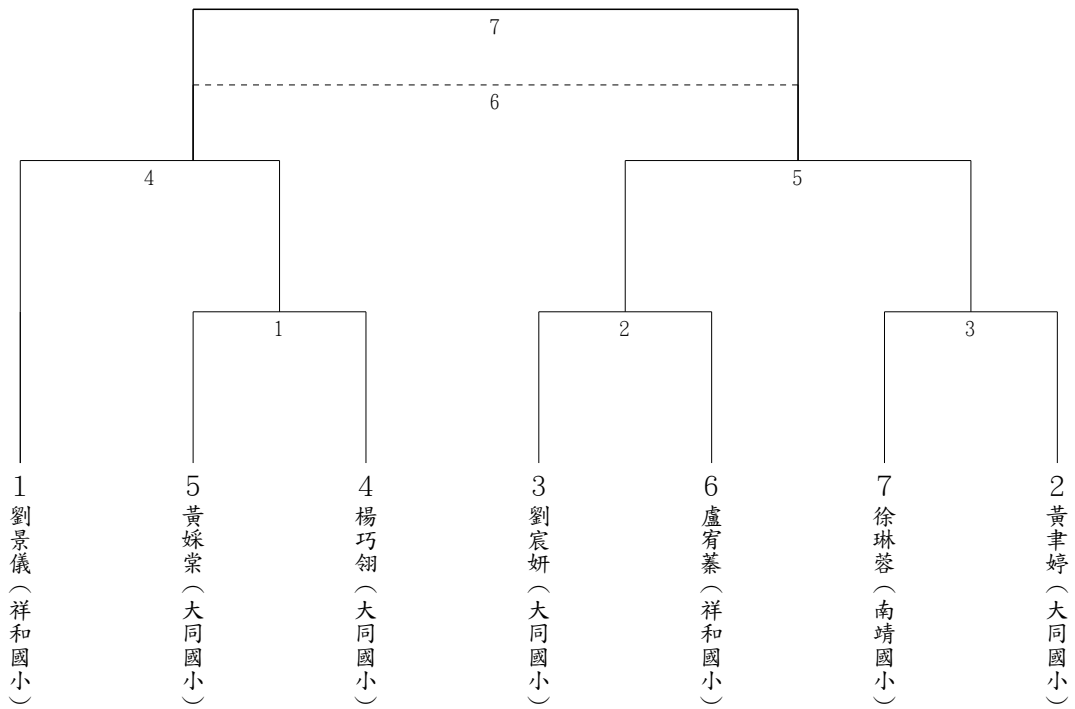 7
6
4
5
1
2
3
1 劉景儀(祥和國小)
5 黃婇棠(大同國小)
4 楊巧翎(大同國小)
3 劉宸妍(大同國小)
6 盧宥蓁(祥和國小)
7 徐琳蓉(南靖國小)
2 黃聿婷(大同國小)